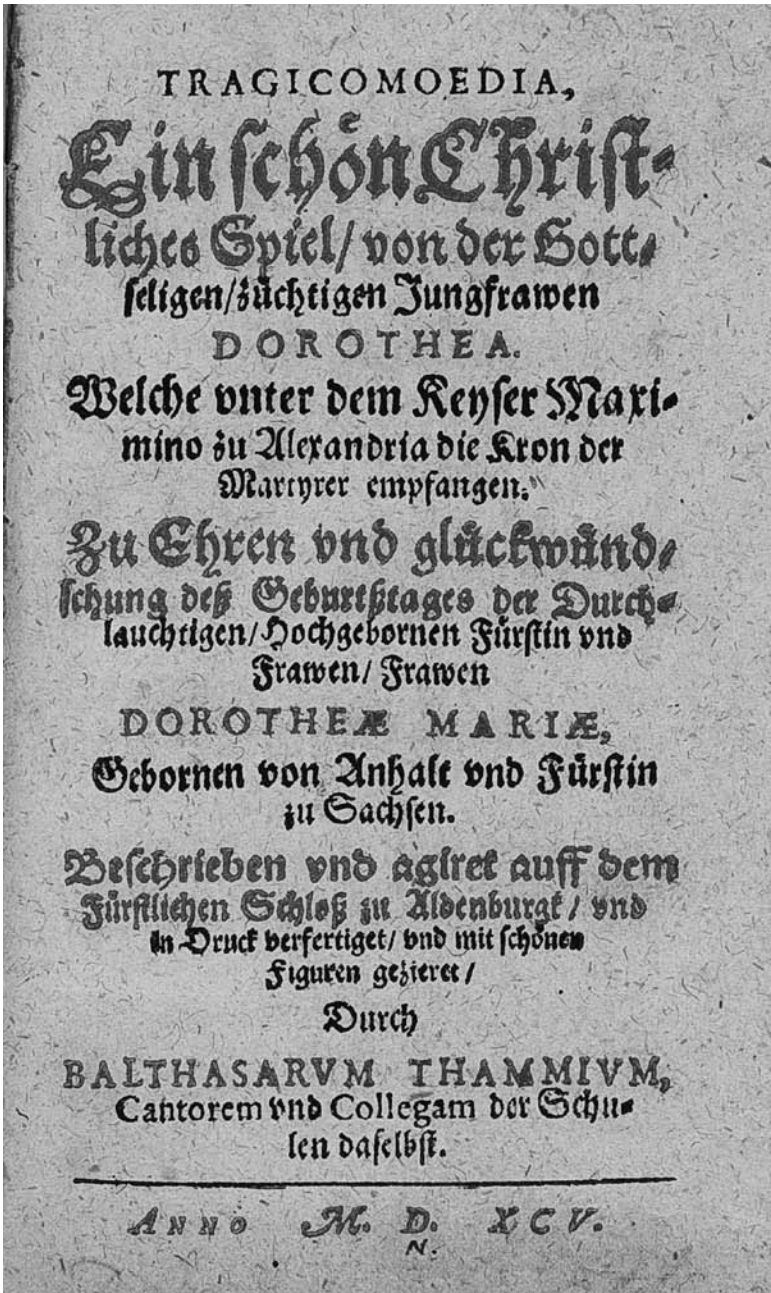 TRAGICOMOEDIA,
Ein schön Christ-
liches Spiel/ von der Gott-
seligen/züchtigen Jungfrawen
DOROTHEA.
Welche vnter dem Keyser Maxi-
mino zu Alexandria die Kron der
Martyrer empfangen.
Zu Ehren vnd glückwünd-
schung deß Geburtßtages der Durch-
lauchtigen/Hochgebornen Fürstin vnd
Frawen/ Frawen
DOROTHEÆ MARIÆ,
Gebornen von Anhalt vnd Fürstin
zu Sachsen.
Beschrieben vnd agiret auff dem
Fürstlichen Schloß zu Aldenburgk/ vnd
in Druck verfertiget/ vnd mit schönen
Figuren gezieret/
Durch
BALTHASARVM THAMMIVM,
Cantorem vnd Collegam der Schu-
len daselbst.
ANNO M. D. XCV.
N.